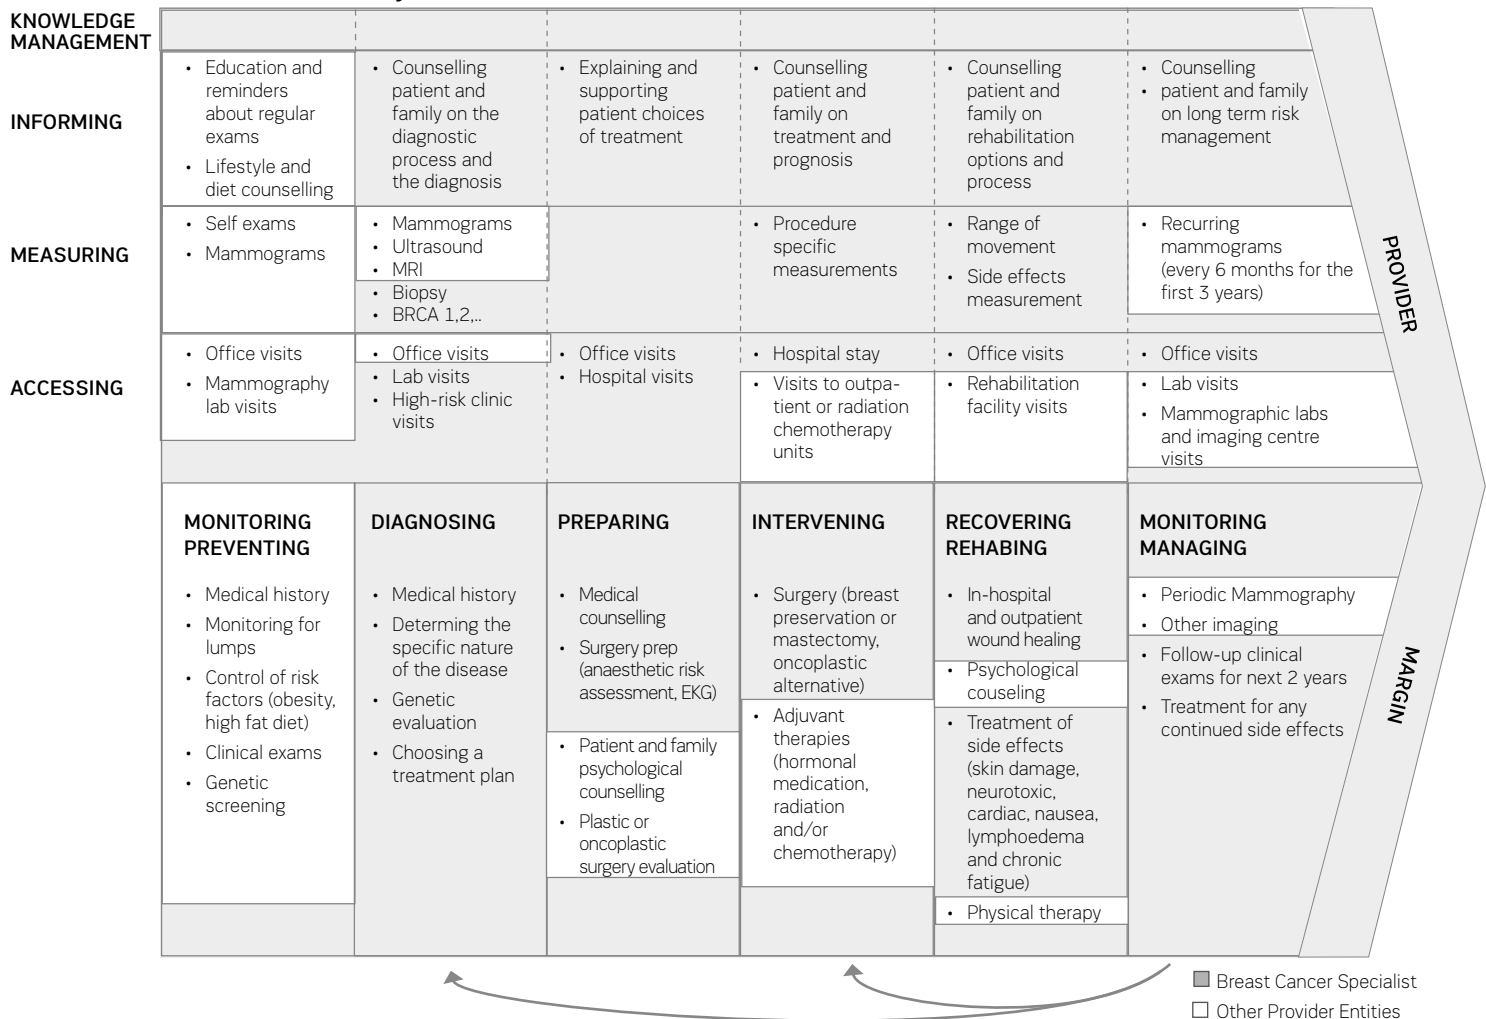 KNOWLEDGE
MANAGEMENT
INFORMING
• Education and
reminders
about regular
exams
• Lifestyle and
diet counselling
• Counselling
patient and
family on the
diagnostic
process and
the diagnosis
• Explaining and
supporting
patient choices
of treatment
• Counselling
patient and
family on
treatment and
prognosis
• Counselling
patient and
family on
rehabilitation
options and
process
• Counselling
• patient and family
on long term risk
management
MEASURING
• Self exams
• Mammograms
• Mammograms
• Ultrasound
• MRI
• Biopsy
• BRCA 1,2,..
• Procedure
specific
measurements
• Range of
movement
• Side effects
measurement
• Recurring
mammograms
(every 6 months for the
first 3 years)
ACCESSING
• Office visits
• Mammography
lab visits
• Office visits
• Lab visits
• High-risk clinic
visits
• Office visits
• Hospital visits
• Hospital stay
• Visits to outpa-
tient or radiation
chemotherapy
units
• Office visits
• Rehabilitation
facility visits
• Office visits
• Lab visits
• Mammographic labs
and imaging centre
visits
MONITORING
PREVENTING
• Medical history
• Monitoring for
lumps
• Control of risk
factors (obesity,
high fat diet)
• Clinical exams
• Genetic
screening
DIAGNOSING
• Medical history
• Determing the
specific nature
of the disease
• Genetic
evaluation
• Choosing a
treatment plan
PREPARING
• Medical
counselling
• Surgery prep
(anaesthetic risk
assessment, EKG)
• Patient and family
psychological
counselling
• Plastic or
oncoplastic
surgery evaluation
INTERVENING
• Surgery (breast
preservation or
mastectomy,
oncoplastic
alternative)
• Adjuvant
therapies
(hormonal
medication,
radiation
and/or
chemotherapy)
RECOVERING
REHABING
• In-hospital
and outpatient
wound healing
• Psychological
couseling
• Treatment of
side effects
(skin damage,
neurotoxic,
cardiac, nausea,
lymphoedema
and chronic
fatigue)
• Physical therapy
MONITORING
MANAGING
• Periodic Mammography
• Other imaging
• Follow-up clinical
exams for next 2 years
• Treatment for any
continued side effects
PROVIDER
MARGIN
Breast Cancer Specialist
Other Provider Entities